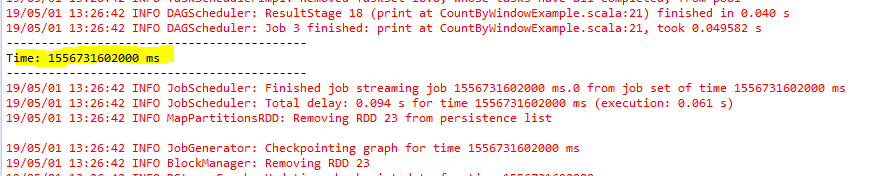 19/05/01 13:26:42 INFO DAGScheduler: ResultStage 18 (print at CountByWindowExample.scala:21) finished in 0.040 s
19/05/01 13:26:42 INFO DAGScheduler: Job 3 finished: print at CountByWindowExample.scala:21, took 0.049582 s
-------------------------------------------
Time: 1556731602000 ms
-------------------------------------------
19/05/01 13:26:42 INFO JobScheduler: Finished job streaming job 1556731602000 ms.0 from job set of time 1556731602000 ms
19/05/01 13:26:42 INFO JobScheduler: Total delay: 0.094 s for time 1556731602000 ms (execution: 0.061 s)
19/05/01 13:26:42 INFO MapPartitionsRDD: Removing RDD 23 from persistence list
19/05/01 13:26:42 INFO JobGenerator: Checkpointing graph for time 1556731602000 ms
19/05/01 13:26:42 INFO BlockManager: Removing RDD 23